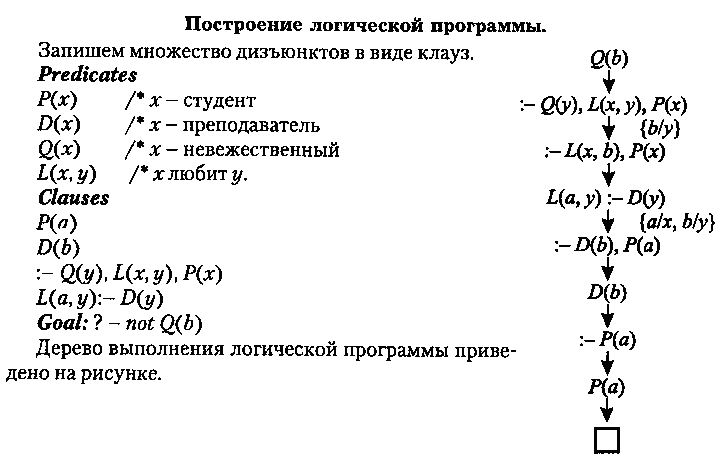 Построение логической программы.
Запишем множество дизъюнктов в виде клауз.
Predicates
P(x) /* x – студент
D(x) /* x – преподаватель
Q(x) /* x – невежественный
L(x, y) /* x любит y.
Clauses
P(a)
D(b)
:– Q(y), L(x, y), P(x)
L(a, y):– D(y)
Goal: ? – not Q(b)
Дерево выполнения логической программы приве-
дено на рисунке.
Q(b)
:– Q(y), L(x, y), P(x)
{b/y}
:– L(x, b), P(x)
L(a, y) :– D(y)
{a/x, b/y}
:– D(b), P(a)
D(b)
:– P(a)
P(a)